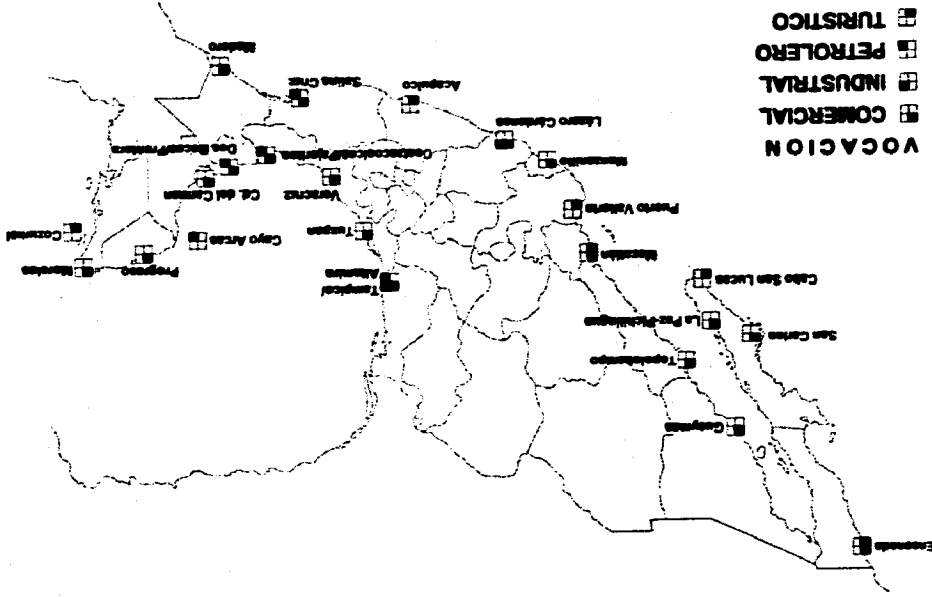 Ensenada
Guaymas
Topolobampo
San Carlos
La Paz-Pichilingue
Cabo San Lucas
Tampico/
Altamira
Mazatlán
Morelos
Progreso
Cayo Arcas
Cozumel
Tuxpan
Puerto Vallarta
Veracruz
Cd. del Carmen
Manzanillo
Coatzacoalcos/Pajaritos
Dos Bocas/Frontera
Lázaro Cárdenas
Acapulco
Salina Cruz
Madero
VOCACION
COMERCIAL
INDUSTRIAL
PETROLERO
TURISTICO